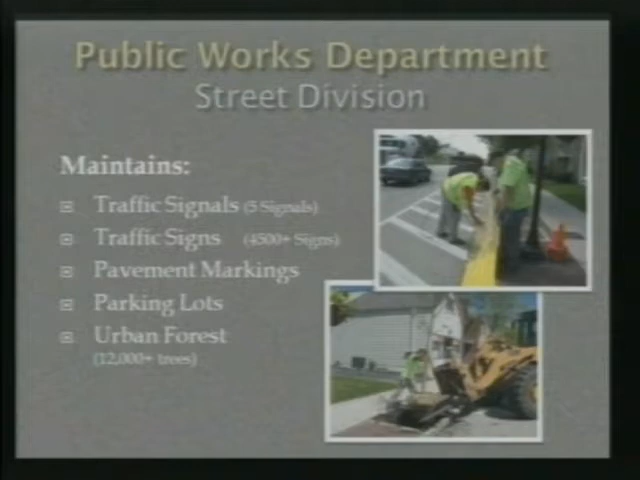 Public Works Department
Street Division
Maintains:
Traffic Signals (5 Signals)
Traffic Signs (4500+ Signs)
Pavement Markings
Parking Lots
Urban Forest
(12,000+ trees)